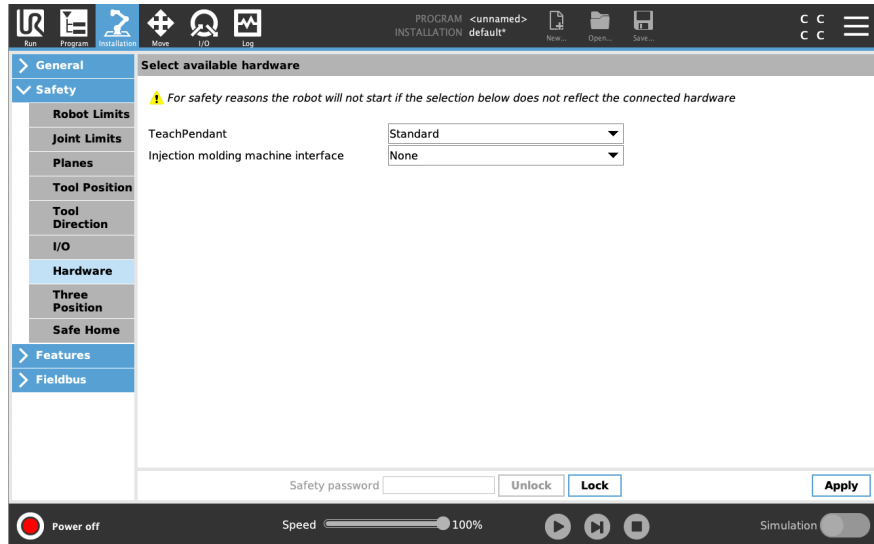 UR
PROGRAM <unnamed>
INSTALLATION default*
C C
C C
Run Program Installation Move I/O Log New... Open... Save...
General
Safety
Robot Limits
Joint Limits
Planes
Tool Position
Tool
Direction
I/O
Hardware
Three
Position
Safe Home
Features
Fieldbus
Select available hardware
For safety reasons the robot will not start if the selection below does not reflect the connected hardware
TeachPendant Standard
Injection molding machine interface None
Safety password Unlock Lock Apply
Power off Speed 100% Simulation